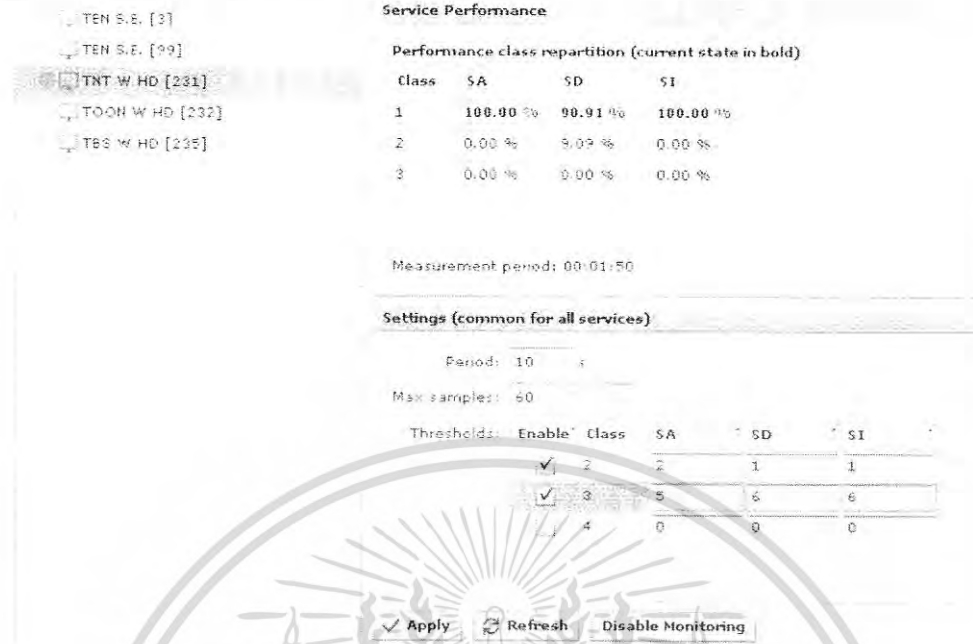 TEN S.E. [3]
TEN S.E. [99]
TNT W HD [231]
TOON W HD [232]
TBS W HD [235]
Service Performance
Performance class repartition (current state in bold)
Class SA SD SI
1 100.00 % 90.91 % 100.00 %
2 0.00 % 9.09 % 0.00 %
3 0.00 % 0.00 % 0.00 %
Measurement period: 00:01:50
Settings (common for all services)
Period: 10 s
Max samples: 60
Thresholds: Enable Class SA SD SI
2 2 1 1
3 5 6 6
4 0 0 0
Apply Refresh Disable Monitoring